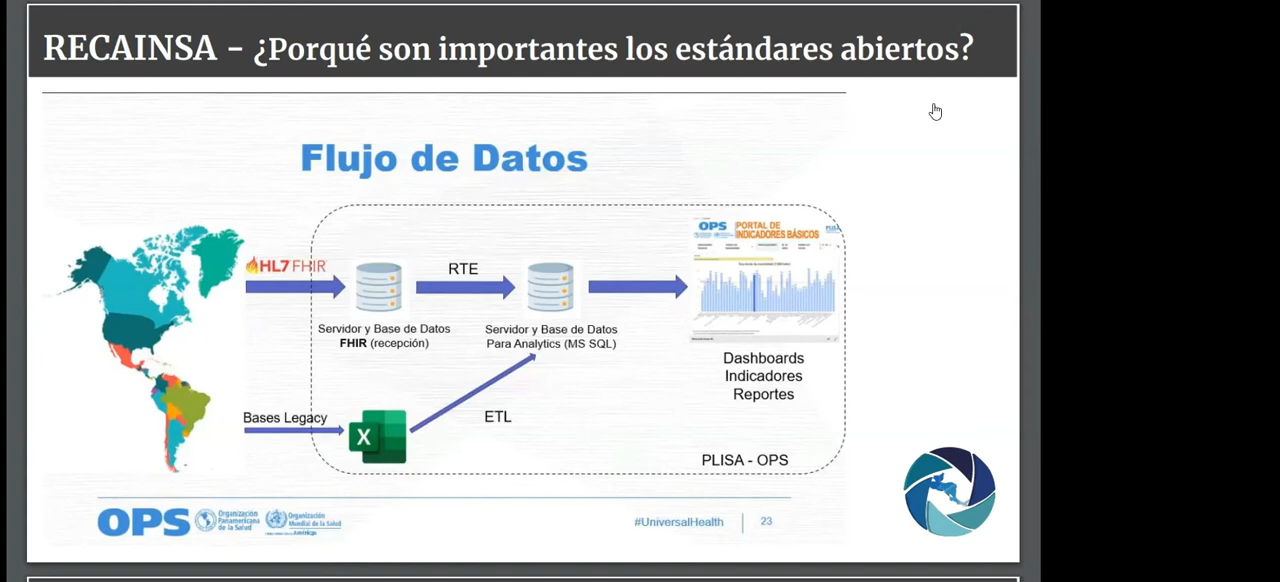 RECAINSA - ¿Porqué son importantes los estándares abiertos?
Flujo de Datos
HL7 FHIR
RTE
Servidor y Base de Datos
FHIR (recepción)
Servidor y Base de Datos
Para Analytics (MS SQL)
OPS
PORTAL DE
INDICADORES BÁSICOS
Dashboards
Indicadores
Reportes
Bases Legacy
X
ETL
PLISA - OPS
OPS
Organización
Panamericana
de la Salud
Organización
Mundial de la Salud
#UniversalHealth
23